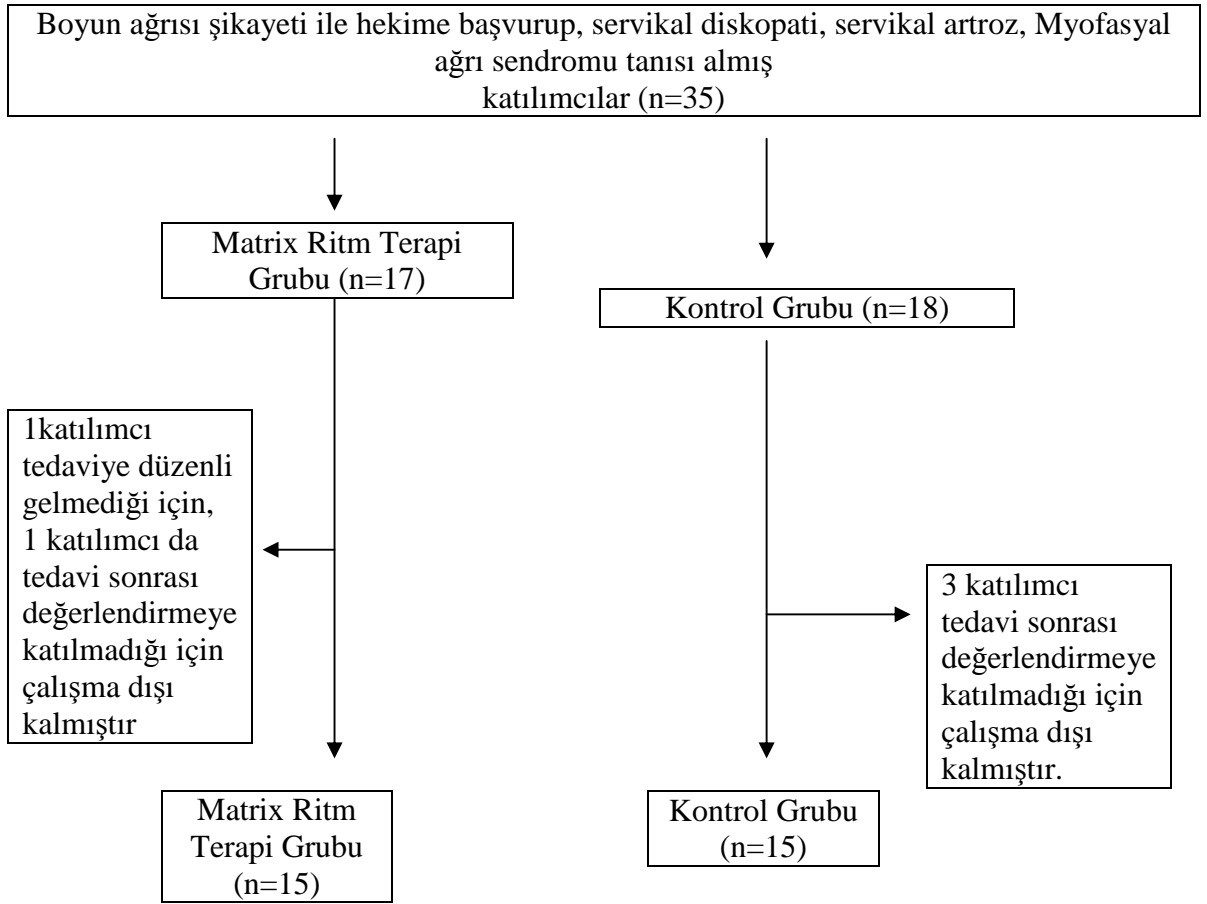 Boyun ağrısı şikayeti ile hekime başvurup, servikal diskopati, servikal artroz, Myofasyal
ağrı sendromu tanısı almış
katılımcılar (n=35)
Matrix Ritm Terapi
Grubu (n=17)
Kontrol Grubu (n=18)
1katılımcı
tedaviye düzenli
gelmediği için,
1 katılımcı da
tedavi sonrası
değerlendirmeye
katılmadığı için
çalışma dışı
kalmıştır
3 katılımcı
tedavi sonrası
değerlendirmeye
katılmadığı için
çalışma dışı
kalmıştır.
Matrix Ritm
Terapi Grubu
(n=15)
Kontrol Grubu
(n=15)